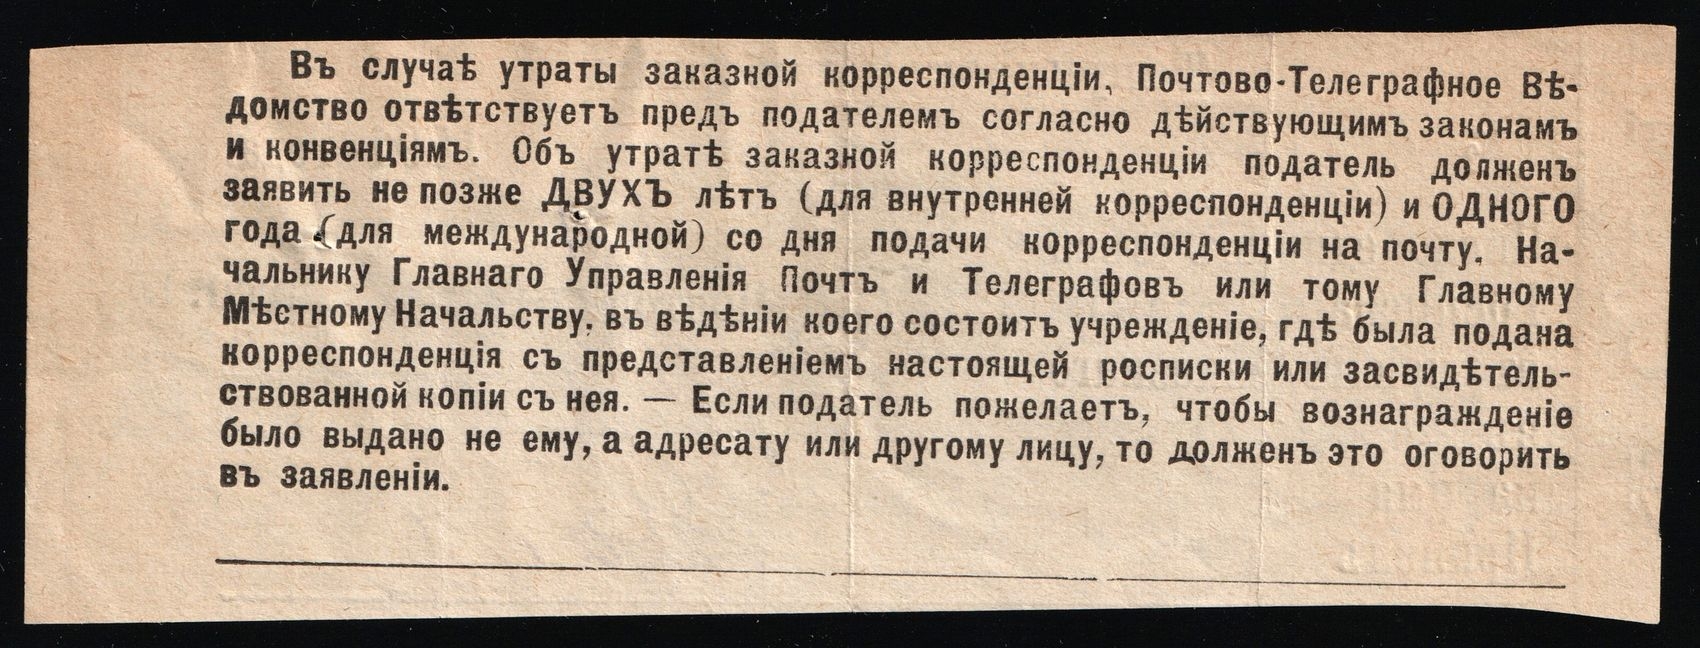 Въ случаѣ утраты заказной корреспонденціи, Почтово-Телеграфное Вѣ-
домство отвѣтствуетъ предъ подателемъ согласно дѣйствующимъ законамъ
и конвенціямъ. Объ утратѣ заказной корреспонденціи податель долженъ
заявить не позже ДВУХЪ лѣтъ (для внутренней корреспонденціи) и ОДНОГО
года (для международной) со дня подачи корреспонденціи на почту, На-
чальнику Главнаго Управленія Почтъ и Телеграфовъ или тому Главному
Мѣстному Начальству, въ вѣдѣніи коего состоитъ учрежденіе, гдѣ была подана
корреспонденція съ представленіемъ настоящей росписки или засвидѣтель-
ствованной копіи съ нея. — Если податель пожелаетъ, чтобы вознагражденіе
было выдано не ему, а адресату или другому лицу, то долженъ это оговорить
въ заявленіи.